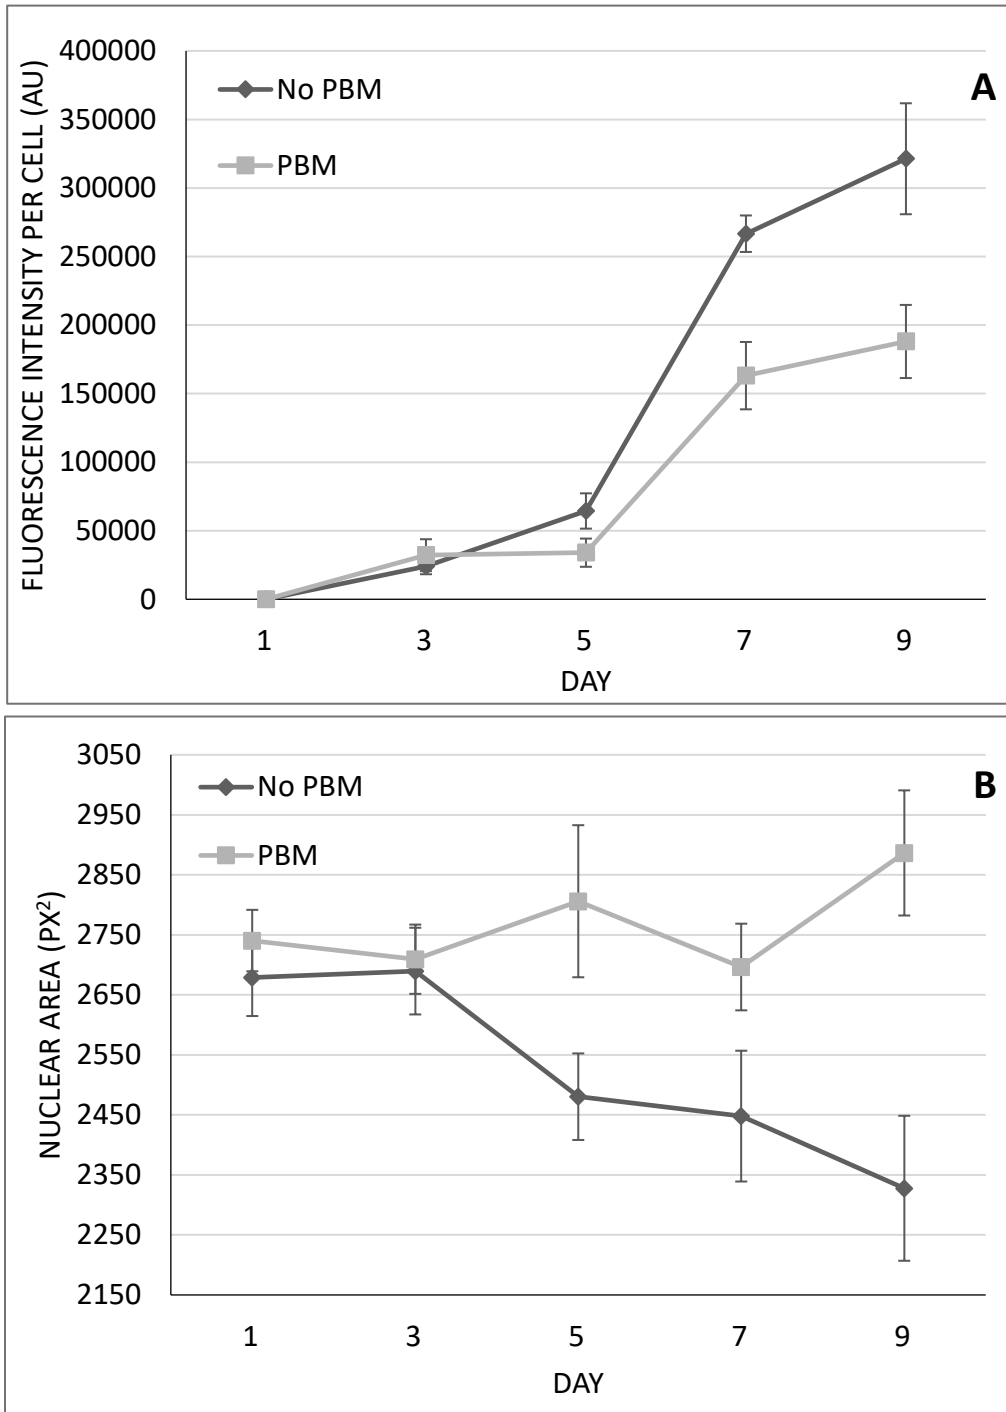 A
No PBM
PBM
FLUORESCENCE INTENSITY PER CELL (AU)
400000
350000
300000
250000
200000
150000
100000
50000
0
1 3 5 7 9
DAY
B
No PBM
PBM
NUCLEAR AREA (PX²)
3050
2950
2850
2750
2650
2550
2450
2350
2250
2150
1 3 5 7 9
DAY